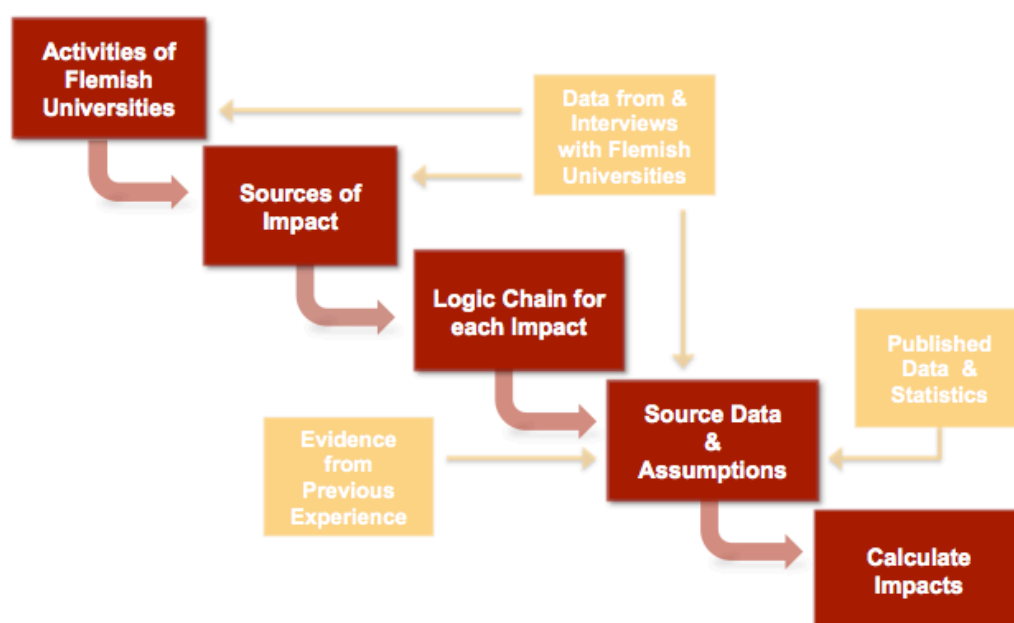 Activities of
Flemish
Universities
Data from &
Interviews
with Flemish
Universities
Sources of
Impact
Logic Chain for
each Impact
Published
Data &
Statistics
Source Data
&
Assumptions
Evidence
from
Previous
Experience
Calculate
Impacts